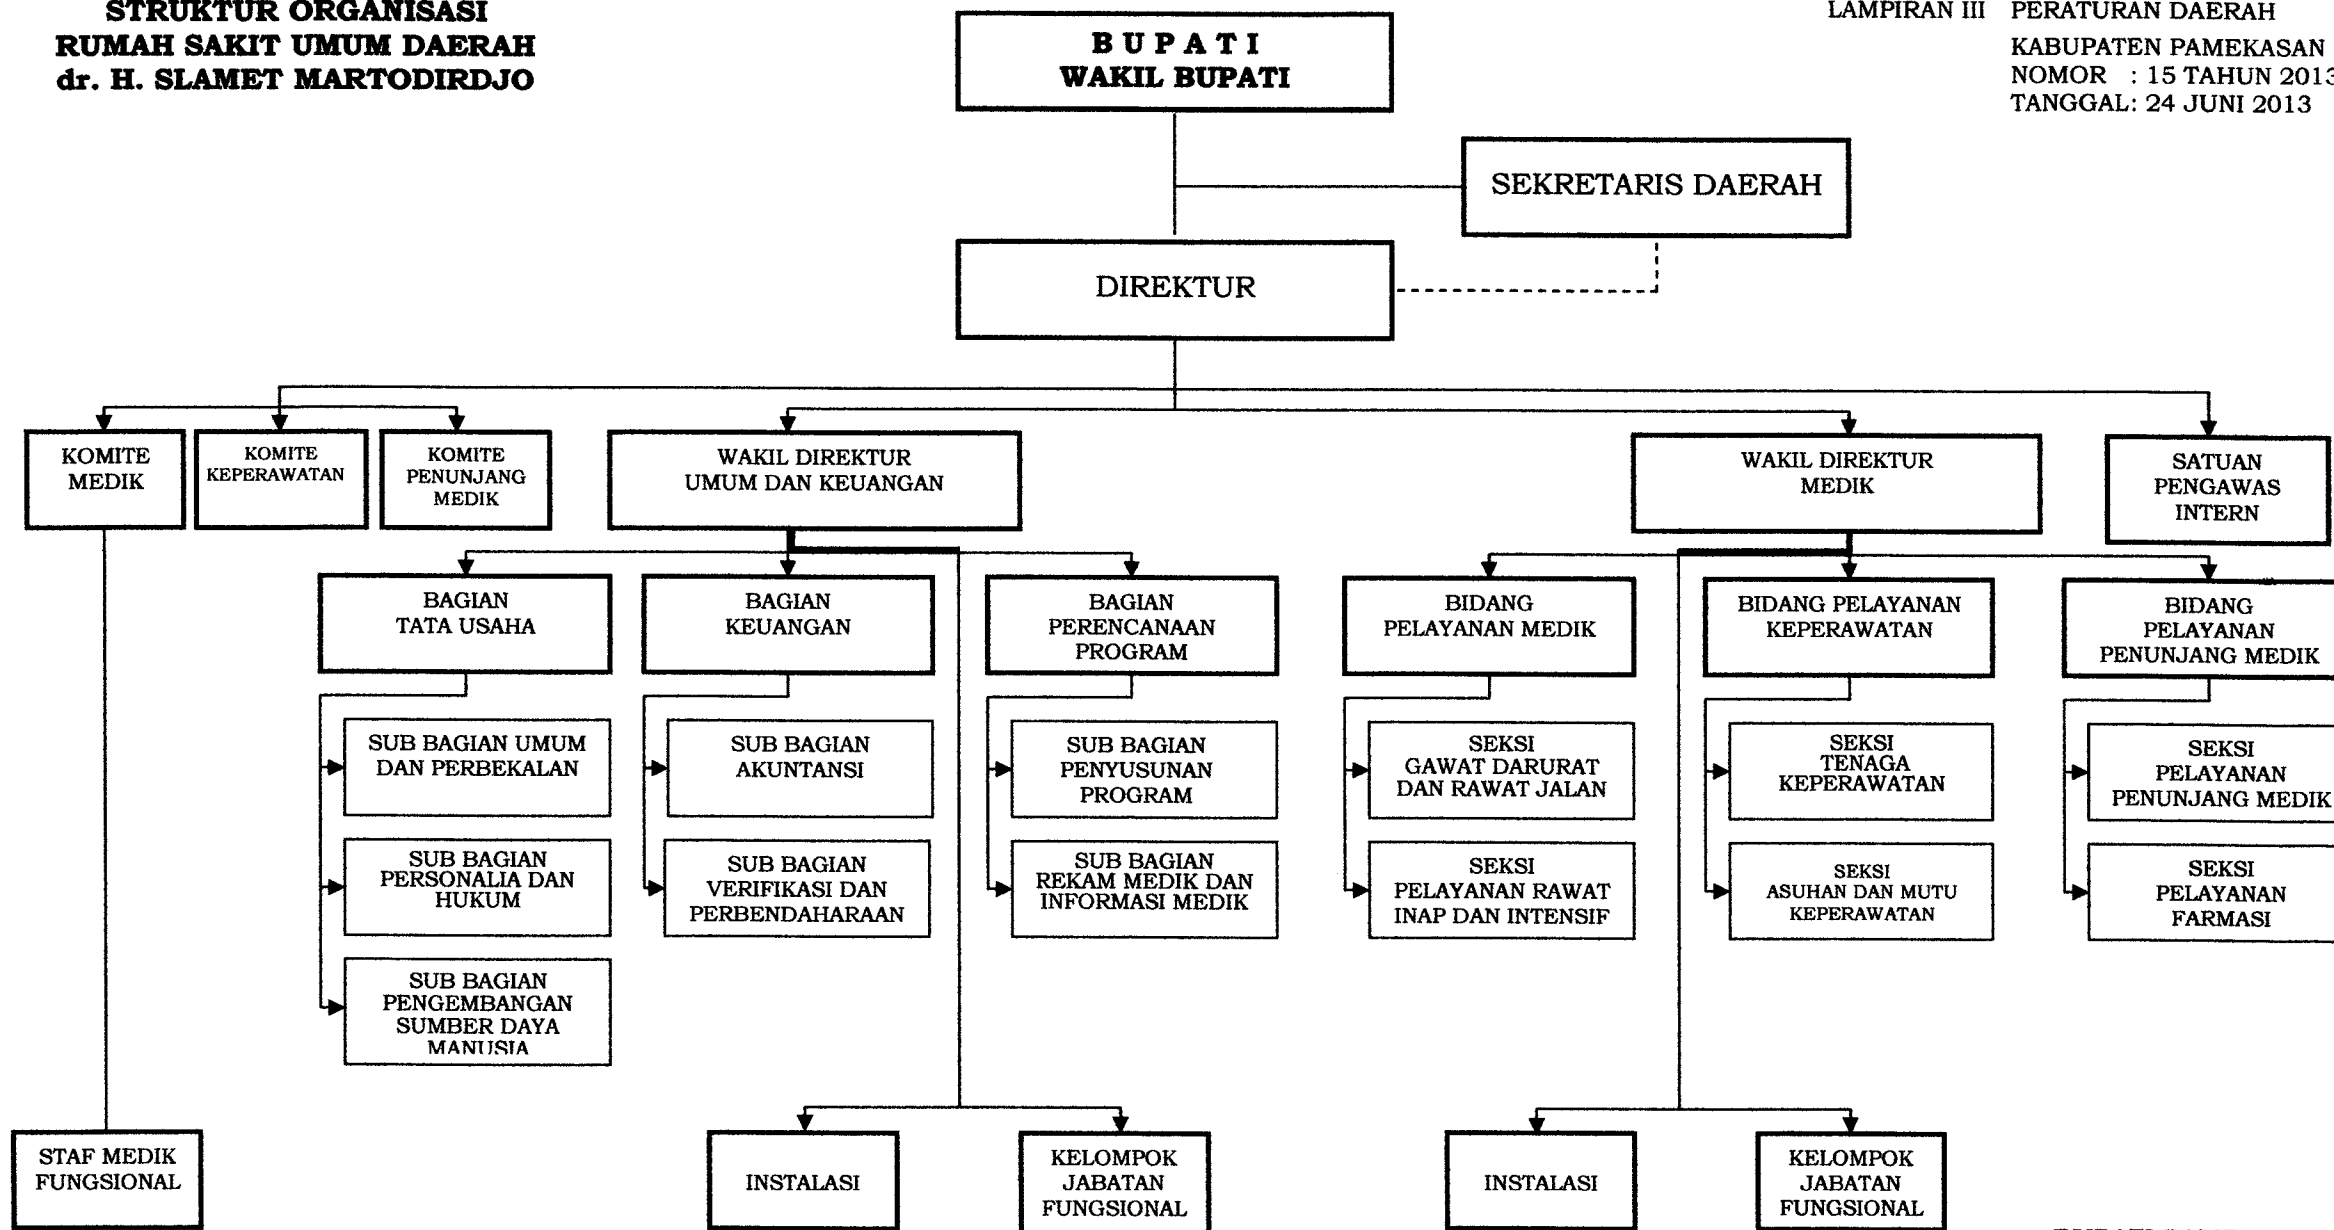 STRUKTUR ORGANISASI
RUMAH SAKIT UMUM DAERAH
dr. H. SLAMET MARTODIRDJO
LAMPIRAN III PERATURAN DAERAH
KABUPATEN PAMEKASAN
NOMOR : 15 TAHUN 2013
TANGGAL: 24 JUNI 2013
B U P A T I
WAKIL BUPATI
SEKRETARIS DAERAH
DIREKTUR
KOMITE
MEDIK
KOMITE
KEPERAWATAN
KOMITE
PENUNJANG
MEDIK
WAKIL DIREKTUR
UMUM DAN KEUANGAN
WAKIL DIREKTUR
MEDIK
SATUAN
PENGAWAS
INTERN
BAGIAN
TATA USAHA
BAGIAN
KEUANGAN
BAGIAN
PERENCANAAN
PROGRAM
BIDANG
PELAYANAN MEDIK
BIDANG PELAYANAN
KEPERAWATAN
BIDANG
PELAYANAN
PENUNJANG MEDIK
SUB BAGIAN UMUM
DAN PERBEKALAN
SUB BAGIAN
AKUNTANSI
SUB BAGIAN
PENYUSUNAN
PROGRAM
SEKSI
GAWAT DARURAT
DAN RAWAT JALAN
SEKSI
TENAGA
KEPERAWATAN
SEKSI
PELAYANAN
PENUNJANG MEDIK
SUB BAGIAN
PERSONALIA DAN
HUKUM
SUB BAGIAN
VERIFIKASI DAN
PERBENDAHARAAN
SUB BAGIAN
REKAM MEDIK DAN
INFORMASI MEDIK
SEKSI
PELAYANAN RAWAT
INAP DAN INTENSIF
SEKSI
ASUHAN DAN MUTU
KEPERAWATAN
SEKSI
PELAYANAN
FARMASI
SUB BAGIAN
PENGEMBANGAN
SUMBER DAYA
MANUSIA
STAF MEDIK
FUNGSIONAL
INSTALASI
KELOMPOK
JABATAN
FUNGSIONAL
INSTALASI
KELOMPOK
JABATAN
FUNGSIONAL